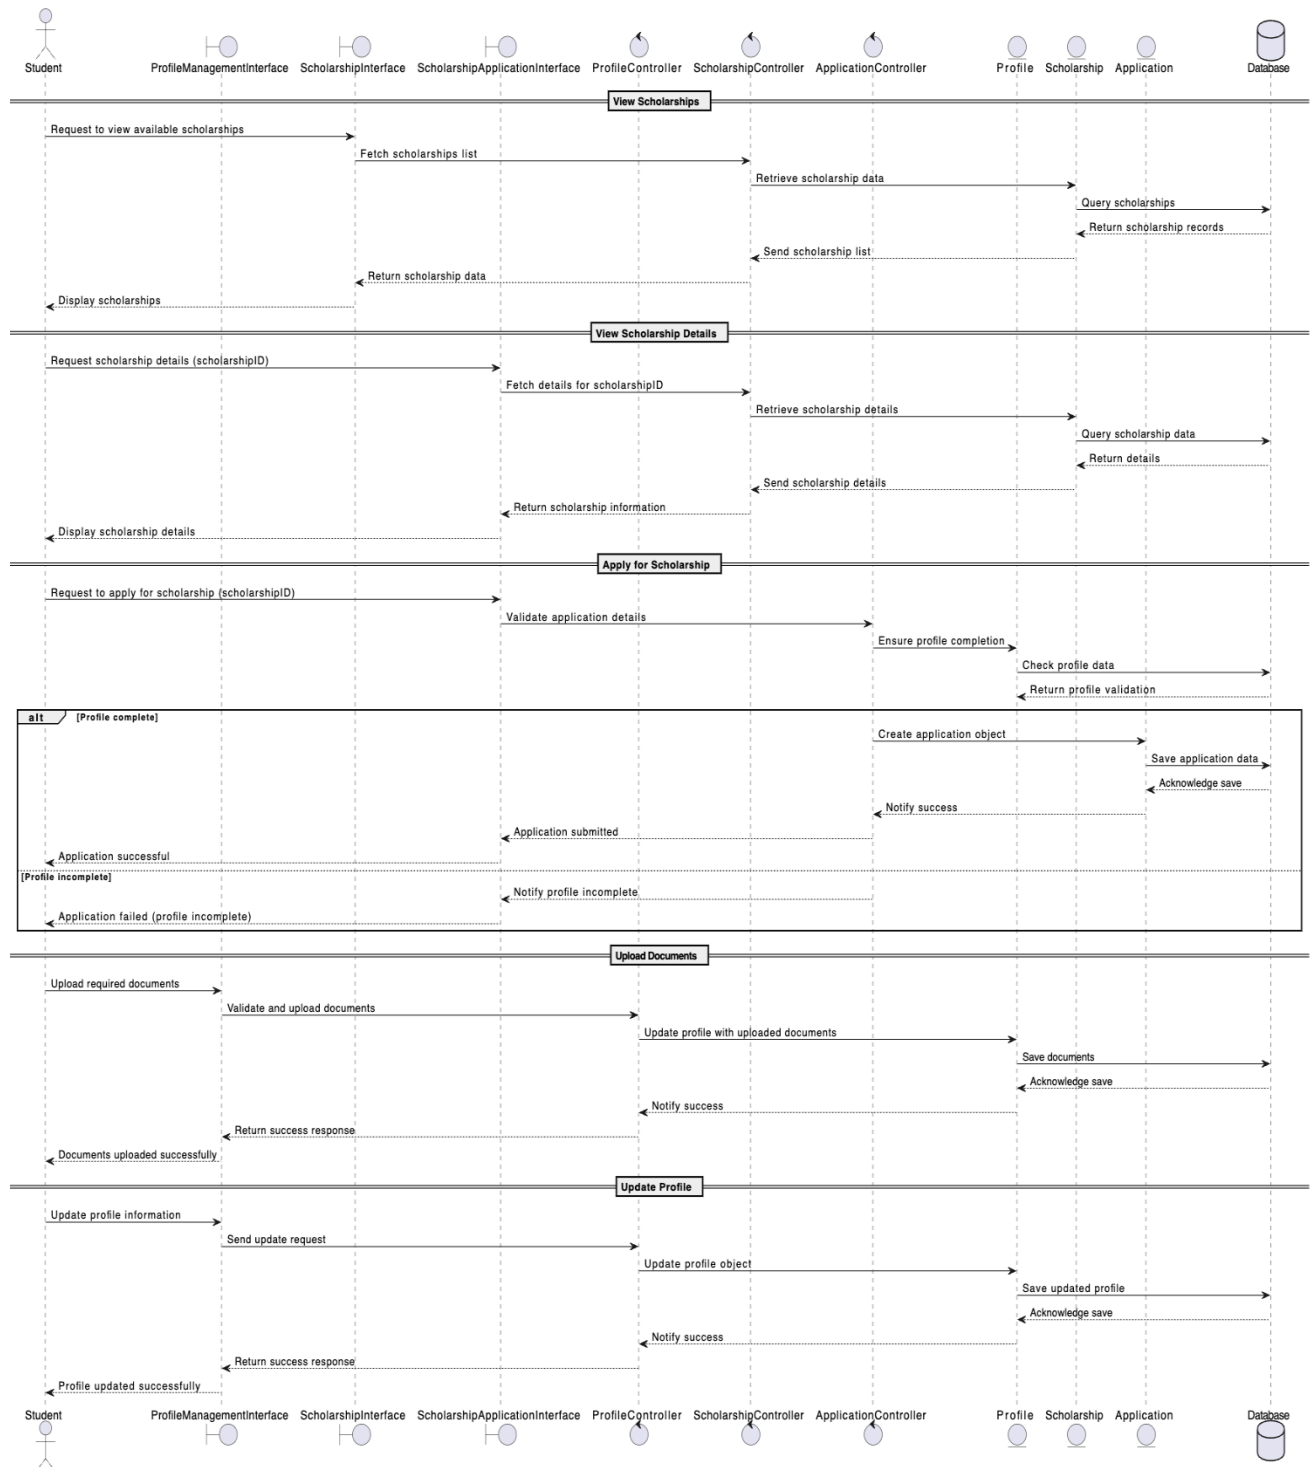 Student ProfileManagementInterface ScholarshipInterface ScholarshipApplicationInterface ProfileController ScholarshipController ApplicationController Profile Scholarship Application Database
View Scholarships
Request to view available scholarships
Fetch scholarships list
Retrieve scholarship data
Query scholarships
Return scholarship records
Send scholarship list
Return scholarship data
Display scholarships
View Scholarship Details
Request scholarship details (scholarshipID)
Fetch details for scholarshipID
Retrieve scholarship details
Query scholarship data
Return details
Send scholarship details
Return scholarship information
Display scholarship details
Apply for Scholarship
Request to apply for scholarship (scholarshipID)
Validate application details
Ensure profile completion
Check profile data
Return profile validation
alt [Profile complete]
Create application object
Save application data
Acknowledge save
Notify success
Application submitted
Application successful
[Profile incomplete]
Notify profile incomplete
Application failed (profile incomplete)
Upload Documents
Upload required documents
Validate and upload documents
Update profile with uploaded documents
Save documents
Acknowledge save
Notify success
Return success response
Documents uploaded successfully
Update Profile
Update profile information
Send update request
Update profile object
Save updated profile
Acknowledge save
Notify success
Return success response
Profile updated successfully
Student ProfileManagementInterface ScholarshipInterface ScholarshipApplicationInterface ProfileController ScholarshipController ApplicationController Profile Scholarship Application Database